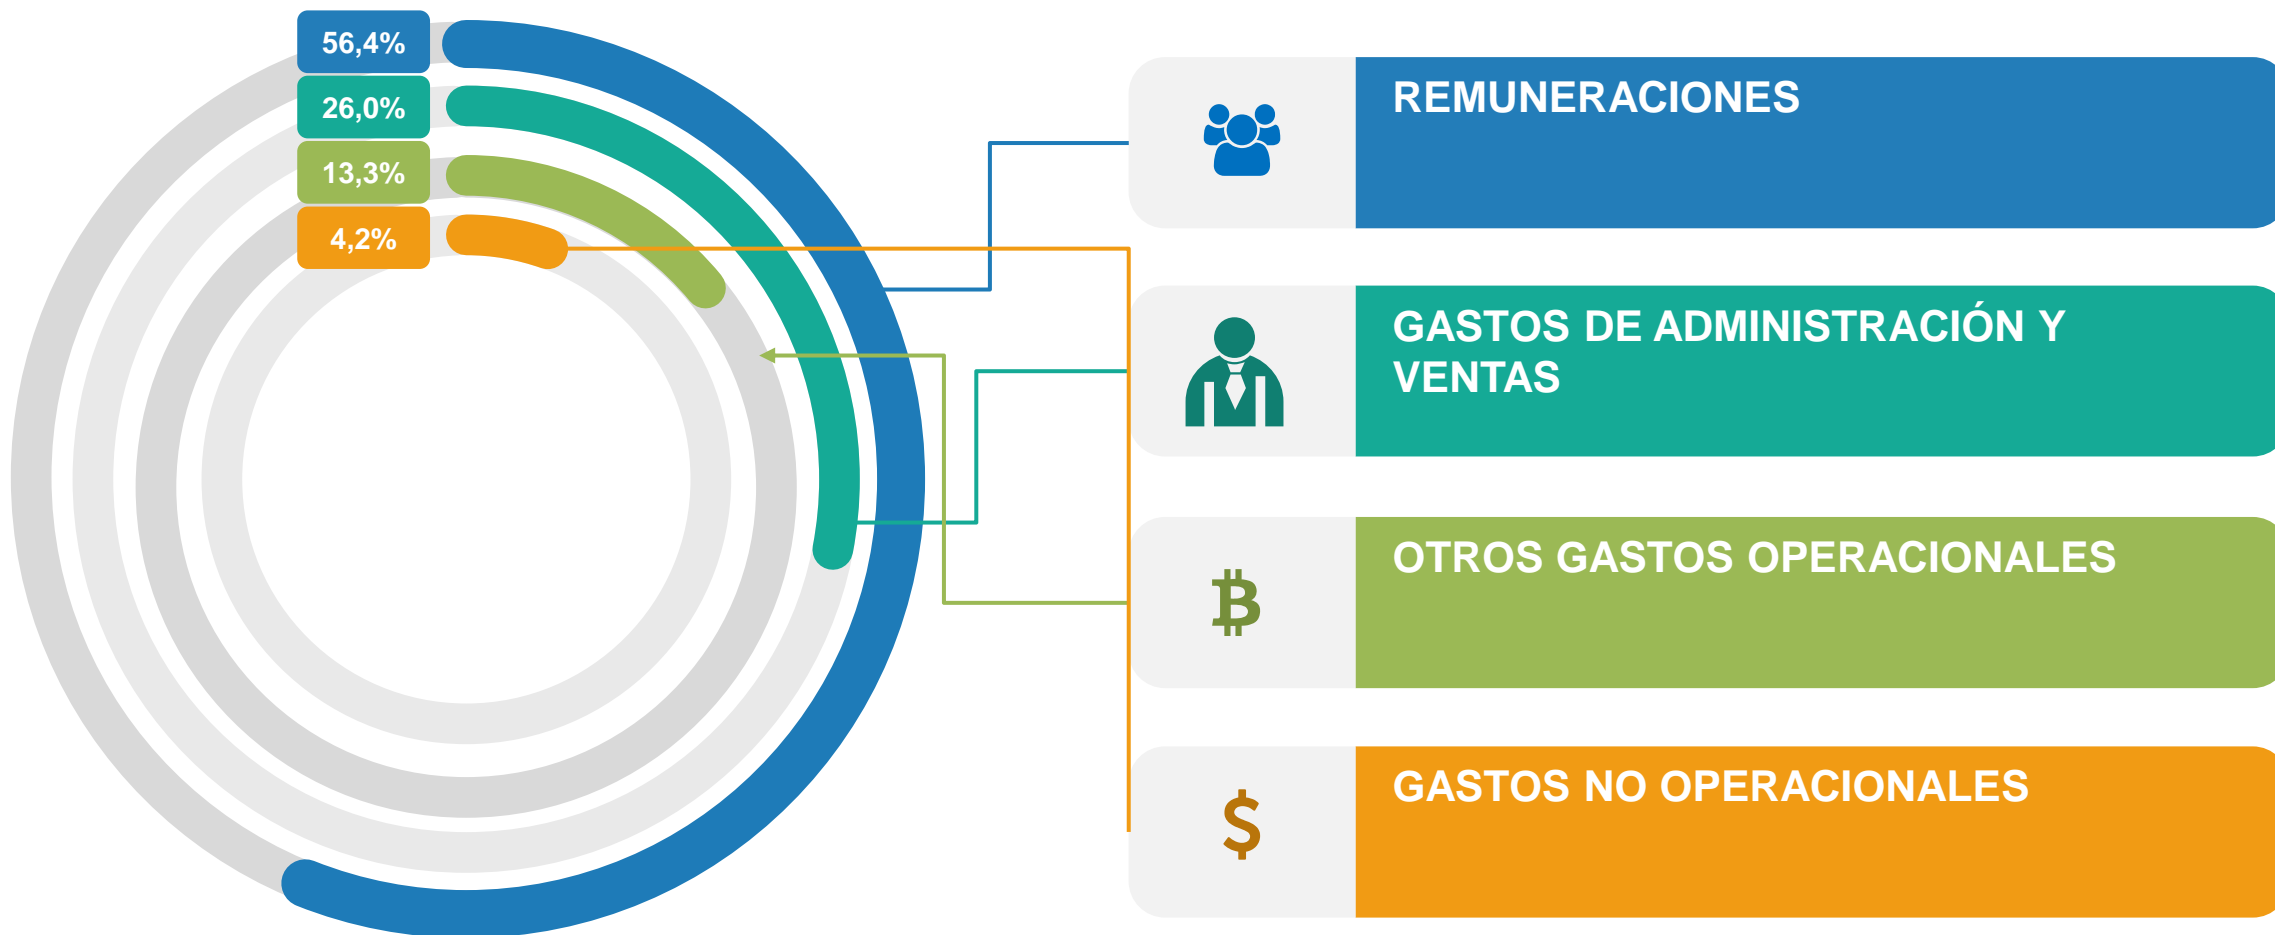 56,4%
26,0%
13,3%
4,2%
REMUNERACIONES
GASTOS DE ADMINISTRACIÓN Y
VENTAS
OTROS GASTOS OPERACIONALES
GASTOS NO OPERACIONALES